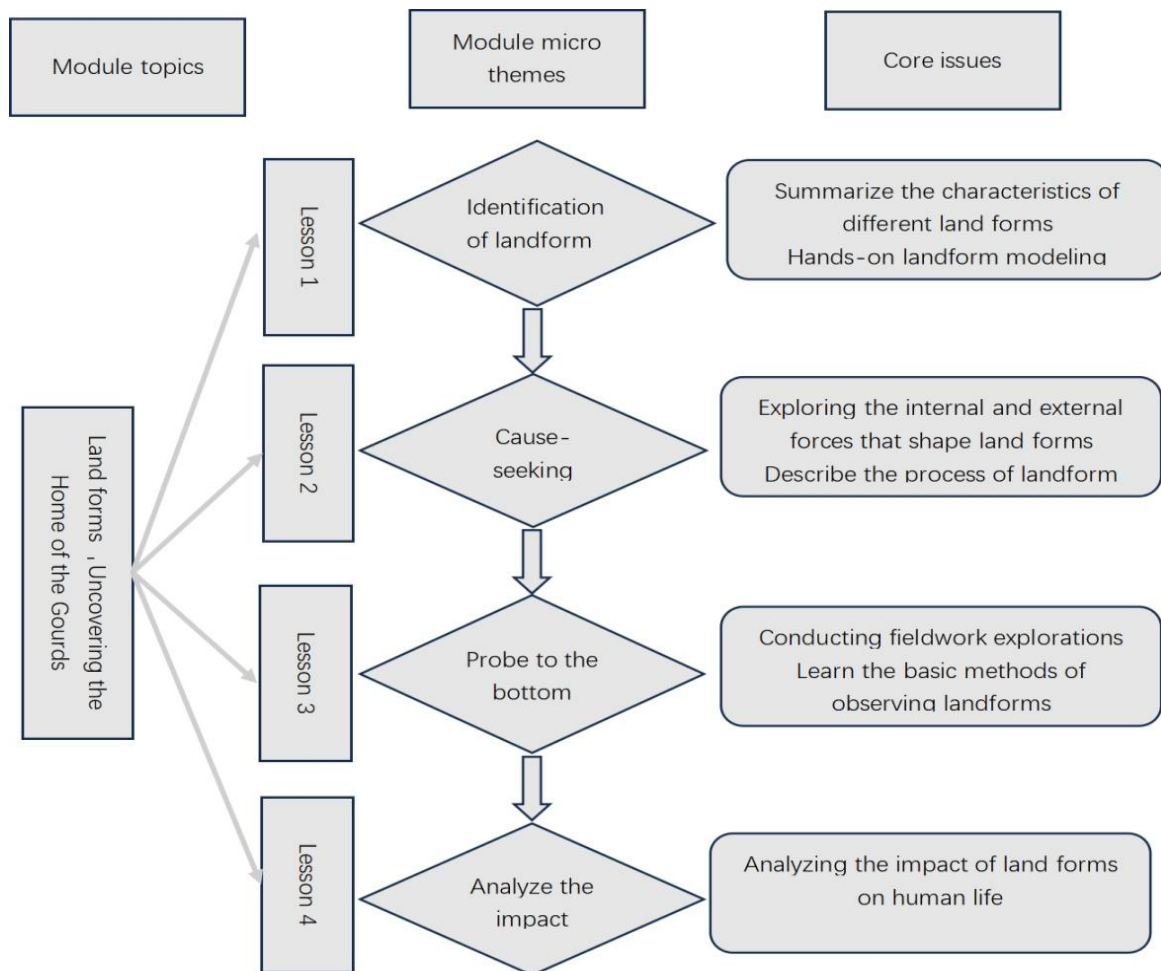 Module topics
Module micro
themes
Core issues
Lesson 1
Identification
of landform
Summarize the characteristics of
different land forms
Hands-on landform modeling
Land forms , Uncovering the
Home of the Gourds
Lesson 2
Cause-
seeking
Exploring the internal and external
forces that shape land forms
Describe the process of landform
Lesson 3
Probe to the
bottom
Conducting fieldwork explorations
Learn the basic methods of
observing landforms
Lesson 4
Analyze the
impact
Analyzing the impact of land forms
on human life